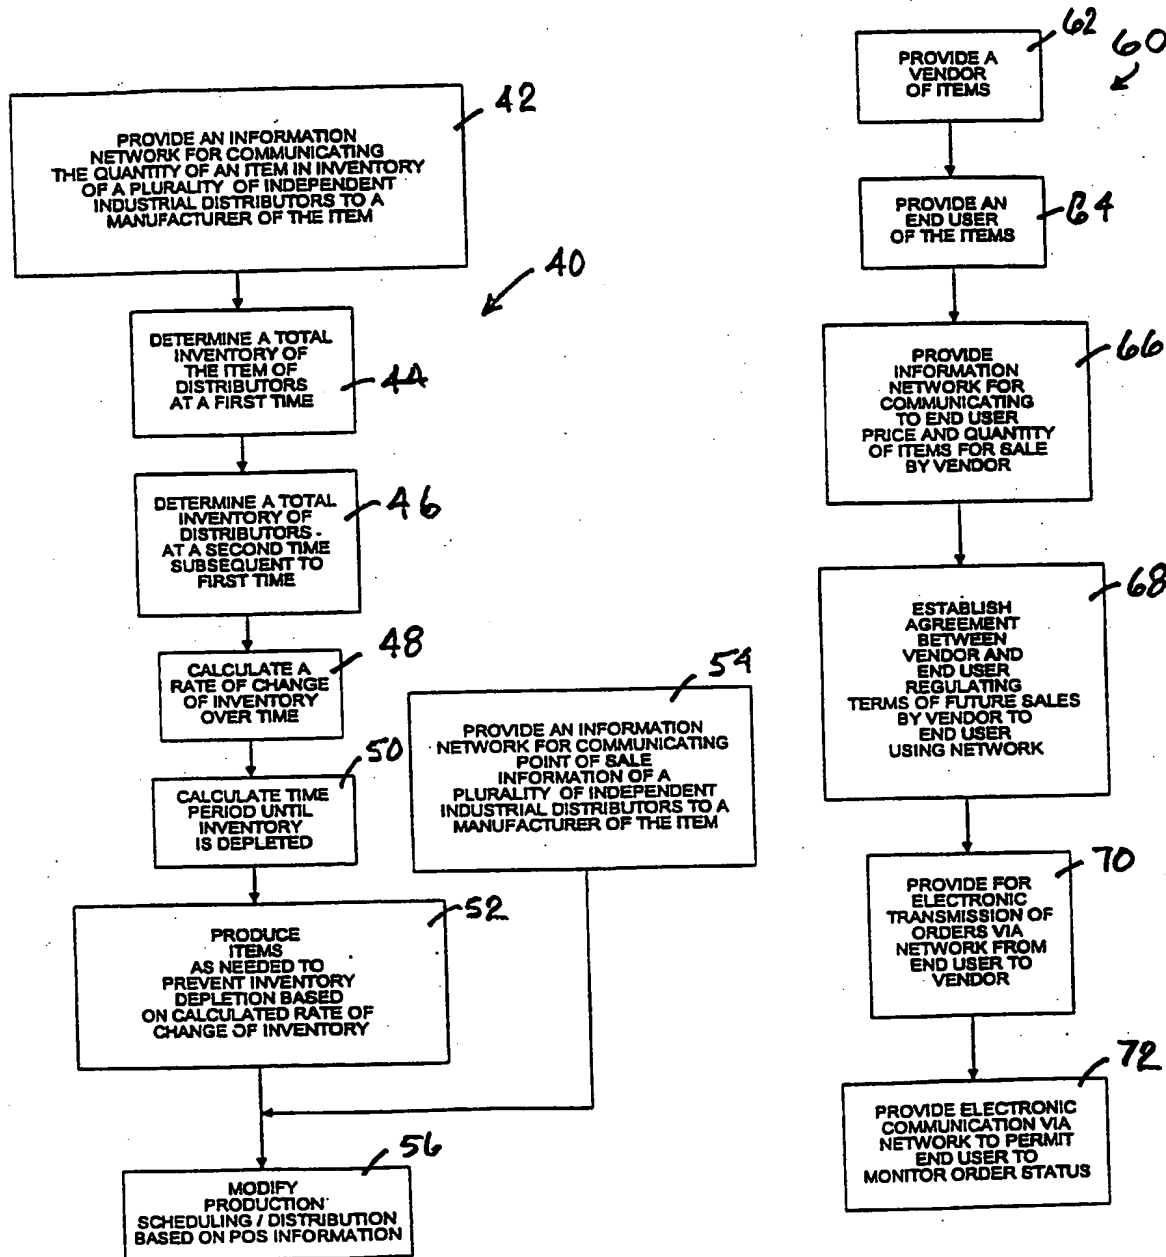 42
PROVIDE AN INFORMATION
NETWORK FOR COMMUNICATING
THE QUANTITY OF AN ITEM IN INVENTORY
OF A PLURALITY OF INDEPENDENT
INDUSTRIAL DISTRIBUTORS TO A
MANUFACTURER OF THE ITEM
40
DETERMINE A TOTAL
INVENTORY OF
THE ITEM OF
DISTRIBUTORS
AT A FIRST TIME
44
DETERMINE A TOTAL
INVENTORY OF
DISTRIBUTORS -
AT A SECOND TIME
SUBSEQUENT TO
FIRST TIME
46
CALCULATE A
RATE OF CHANGE
OF INVENTORY
OVER TIME
48
CALCULATE TIME
PERIOD UNTIL
INVENTORY
IS DEPLETED
50
PRODUCE
ITEMS
AS NEEDED TO
PREVENT INVENTORY
DEPLETION BASED
ON CALCULATED RATE OF
CHANGE OF INVENTORY
52
54
PROVIDE AN INFORMATION
NETWORK FOR COMMUNICATING
POINT OF SALE
INFORMATION OF A
PLURALITY OF INDEPENDENT
INDUSTRIAL DISTRIBUTORS TO A
MANUFACTURER OF THE ITEM
56
MODIFY
PRODUCTION
SCHEDULING / DISTRIBUTION
BASED ON POS INFORMATION
60
62
PROVIDE A
VENDOR
OF ITEMS
64
PROVIDE AN
END USER
OF THE ITEMS
66
PROVIDE
INFORMATION
NETWORK FOR
COMMUNICATING
TO END USER
PRICE AND QUANTITY
OF ITEMS FOR SALE
BY VENDOR
68
ESTABLISH
AGREEMENT
BETWEEN
VENDOR AND
END USER
REGULATING
TERMS OF FUTURE SALES
BY VENDOR TO
END USER
USING NETWORK
70
PROVIDE FOR
ELECTRONIC
TRANSMISSION OF
ORDERS VIA
NETWORK FROM
END USER TO
VENDOR
72
PROVIDE ELECTRONIC
COMMUNICATION VIA
NETWORK TO PERMIT
END USER TO
MONITOR ORDER STATUS